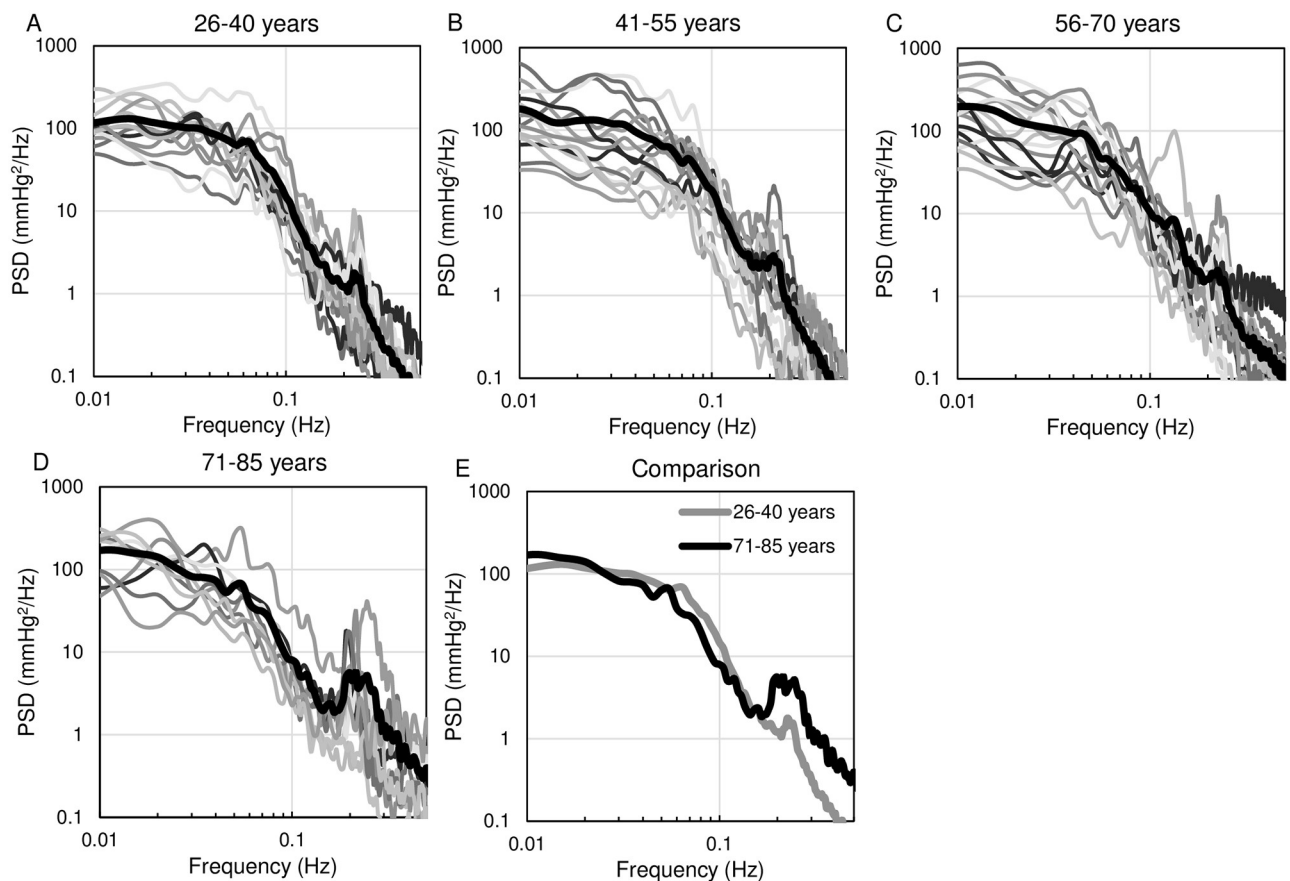 A 26-40 years
1000
100
10
1
0.1
PSD (mmHg²/Hz)
0.01 0.1
Frequency (Hz)
B 41-55 years
1000
100
10
1
0.1
PSD (mmHg²/Hz)
0.01 0.1
Frequency (Hz)
C 56-70 years
1000
100
10
1
0.1
PSD (mmHg²/Hz)
0.01 0.1
Frequency (Hz)
D 71-85 years
1000
100
10
1
0.1
PSD (mmHg²/Hz)
0.01 0.1
Frequency (Hz)
E Comparison
1000
100
10
1
0.1
PSD (mmHg²/Hz)
26-40 years
71-85 years
0.01 0.1
Frequency (Hz)